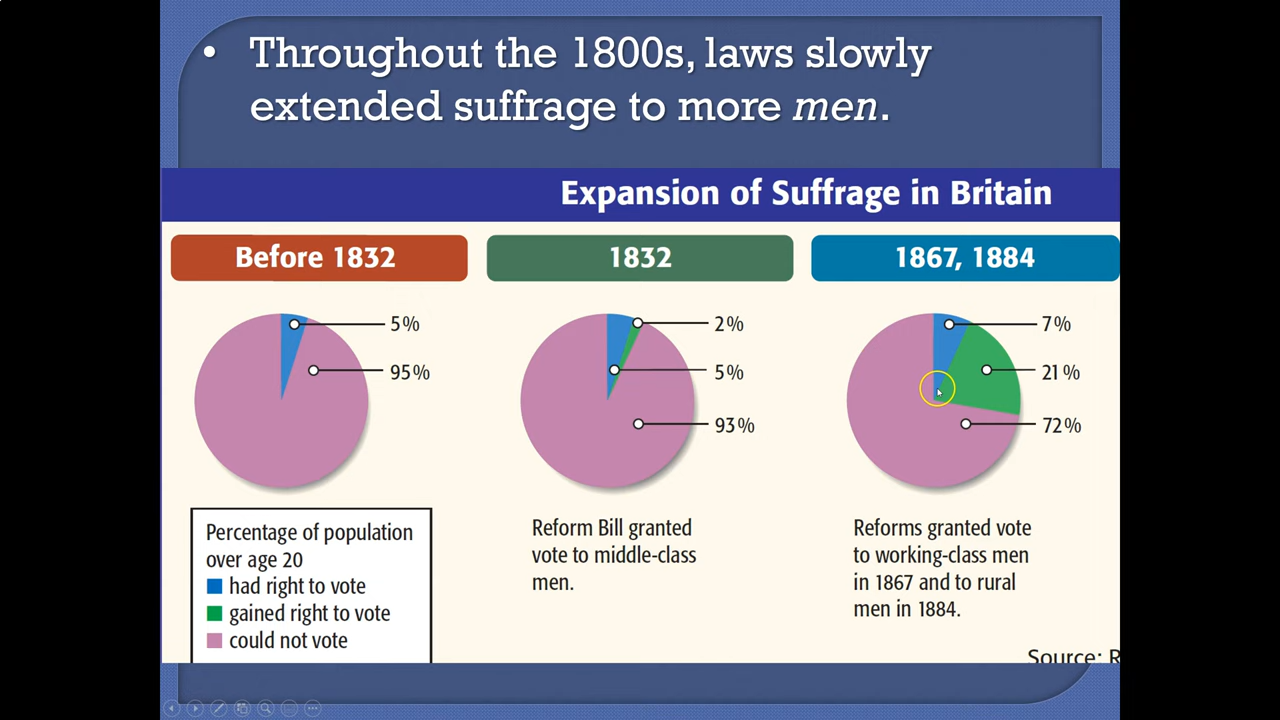 • Throughout the 1800s, laws slowly
extended suffrage to more men.
Expansion of Suffrage in Britain
Before 1832
1832
1867, 1884
5%
95%
2%
5%
93%
7%
21%
72%
Percentage of population
over age 20
had right to vote
gained right to vote
could not vote
Reform Bill granted
vote to middle-class
men.
Reforms granted vote
to working-class men
in 1867 and to rural
men in 1884.
Source: R